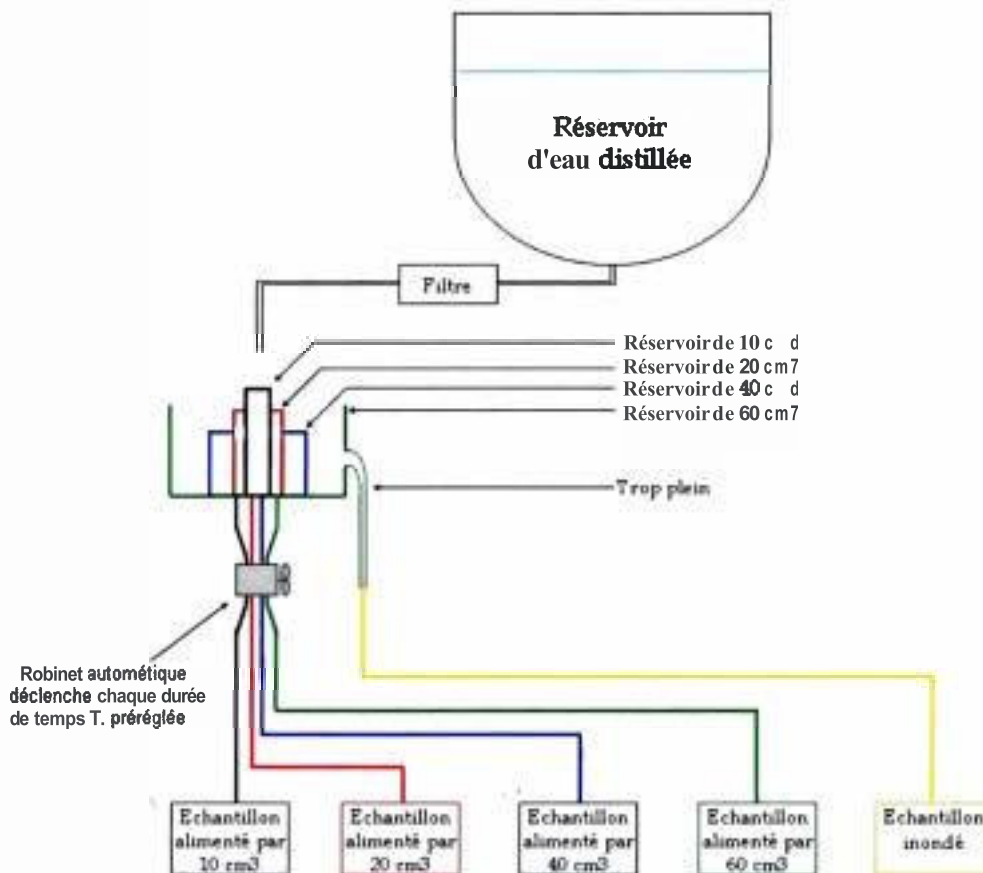 Réservoir
d'eau distillée
Filtre
Réservoir de 10 c d
Réservoir de 20 cm7
Réservoir de 40 c d
Réservoir de 60 cm7
Trop plein
Robinet autométique
déclenche chaque durée
de temps T. préréglée
Echantillon
alimenté par
10 cm3
Echantillon
alimenté par
20 cm3
Echantillon
alimenté par
40 cm3
Echantillon
alimenté par
60 cm3
Echantillon
inondé